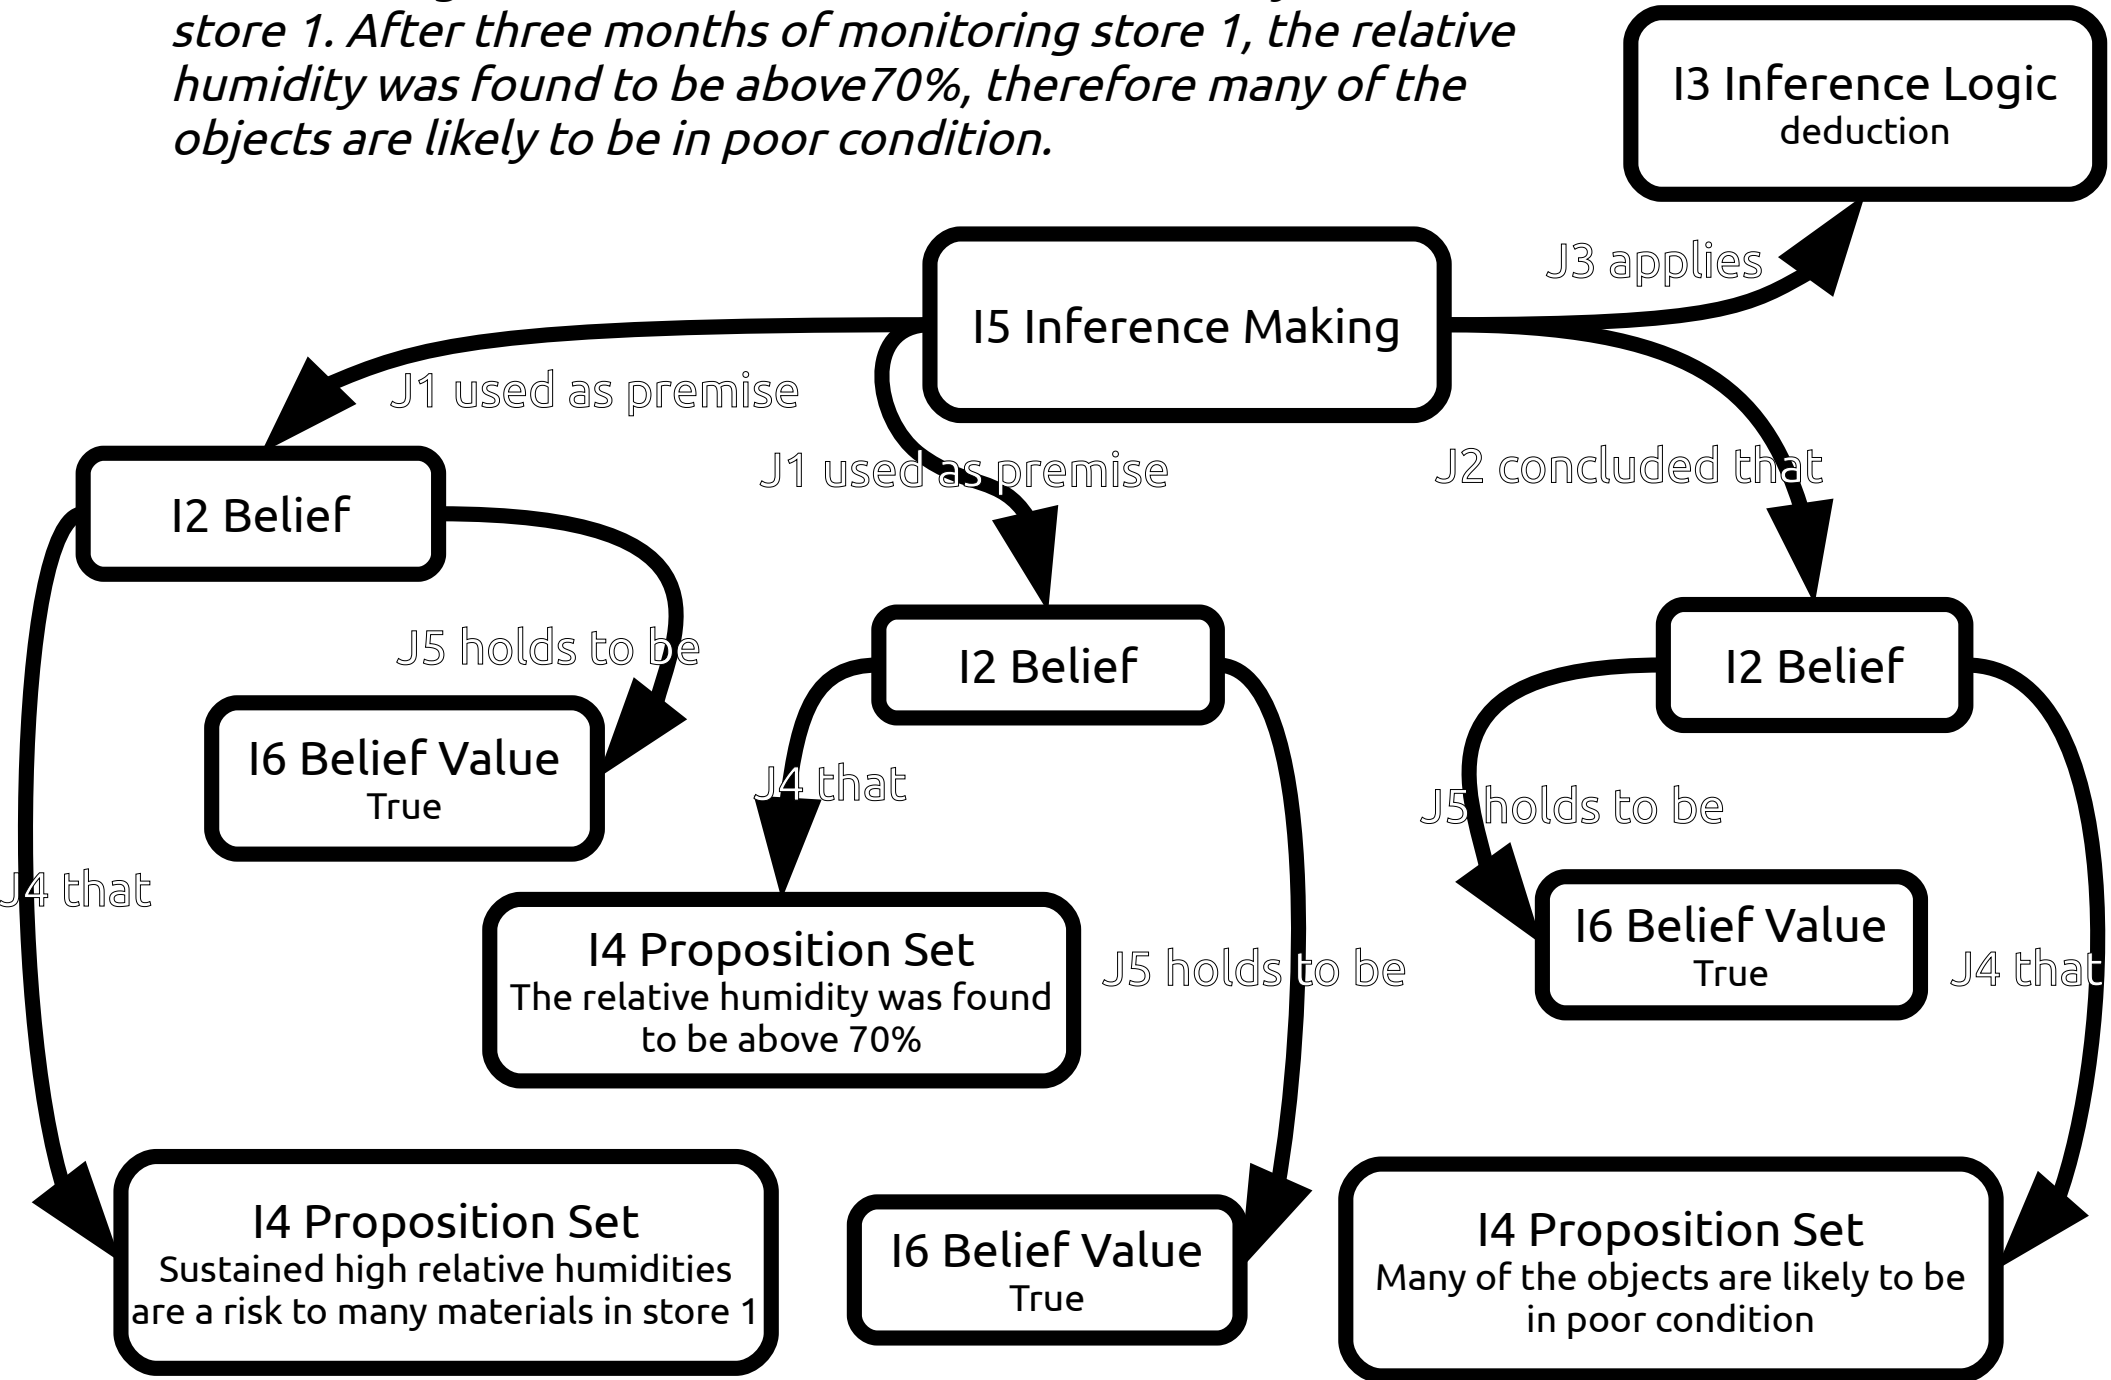 store 1. After three months of monitoring store 1, the relative
humidity was found to be above70%, therefore many of the
objects are likely to be in poor condition.
I3 Inference Logic
deduction
J3 applies
I5 Inference Making
J1 used as premise
J1 used as premise
J2 concluded that
I2 Belief
J5 holds to be
I2 Belief
I2 Belief
I6 Belief Value
True
J4 that
J5 holds to be
J4 that
I6 Belief Value
True
I4 Proposition Set
The relative humidity was found
to be above 70%
J5 holds to be
J4 that
I4 Proposition Set
Sustained high relative humidities
are a risk to many materials in store 1
I6 Belief Value
True
I4 Proposition Set
Many of the objects are likely to be
in poor condition